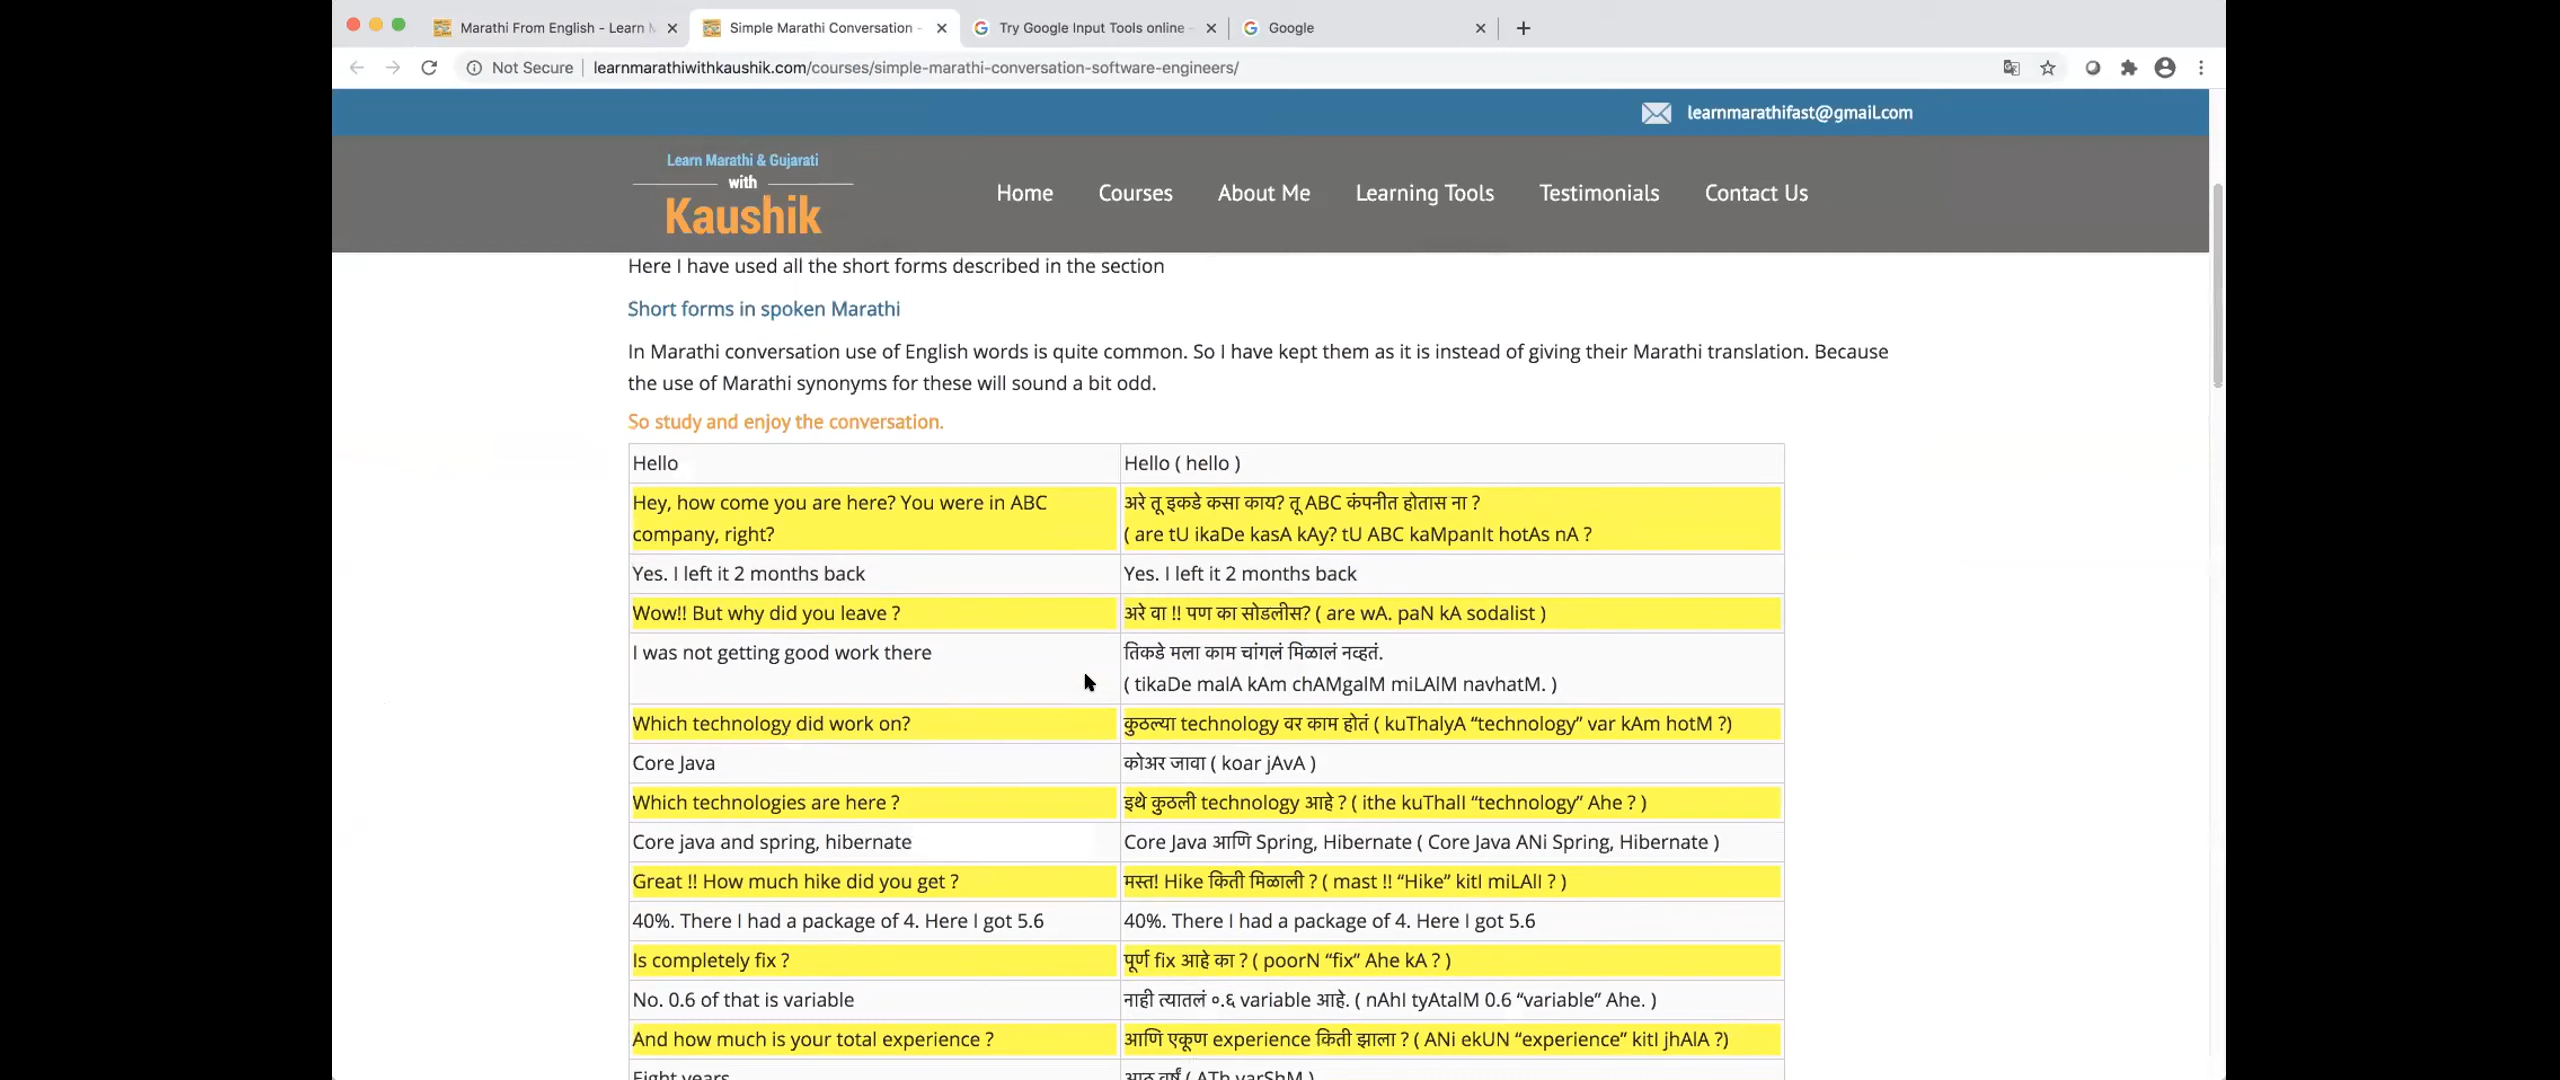 Marathi From English - Learn M
Simple Marathi Conversation -
Try Google Input Tools online -
Google
Not Secure
learnmarathiwithkaushik.com/courses/simple-marathi-conversation-software-engineers/
learnmarathifast@gmail.com
Learn Marathi & Gujarati
with
Kaushik
Home
Courses
About Me
Learning Tools
Testimonials
Contact Us
Here I have used all the short forms described in the section
Short forms in spoken Marathi
In Marathi conversation use of English words is quite common. So I have kept them as it is instead of giving their Marathi translation. Because
the use of Marathi synonyms for these will sound a bit odd.
So study and enjoy the conversation.
Hello
Hello ( hello )
Hey, how come you are here? You were in ABC
company, right?
अरे तू इकडे कसा काय? तू ABC कंपनीत होतास ना ?
( are tU ikaDe kasA kAy? tU ABC kaMpanIt hotAs nA ?
Yes. I left it 2 months back
Yes. I left it 2 months back
Wow!! But why did you leave ?
अरे वा !! पण का सोडलीस? ( are wA. paN kA sodalist )
I was not getting good work there
तिकडे मला काम चांगलं मिळालं नव्हतं.
( tikaDe malA kAm chAMgalM miLAlM navhatM. )
Which technology did work on?
कुठल्या technology वर काम होतं ( kuThalyA “technology” var kAm hotM ?)
Core Java
कोअर जावा ( koar jAvA )
Which technologies are here ?
इथे कुठली technology आहे ? ( ithe kuThalI “technology” Ahe ? )
Core java and spring, hibernate
Core Java आणि Spring, Hibernate ( Core Java ANi Spring, Hibernate )
Great !! How much hike did you get ?
मस्त! Hike किती मिळाली ? ( mast !! “Hike” kitI miLAlI ? )
40%. There I had a package of 4. Here I got 5.6
40%. There I had a package of 4. Here I got 5.6
Is completely fix ?
पूर्ण fix आहे का ? ( poorN “fix” Ahe kA ? )
No. 0.6 of that is variable
नाही त्यातलं ०.६ variable आहे. ( nAhI tyAtalM 0.6 “variable” Ahe. )
And how much is your total experience ?
आणि एकूण experience किती झाला ? ( ANi ekUN “experience” kitI jhAlA ?)
Eight years
आठ वर्षं ( ATh varShM )